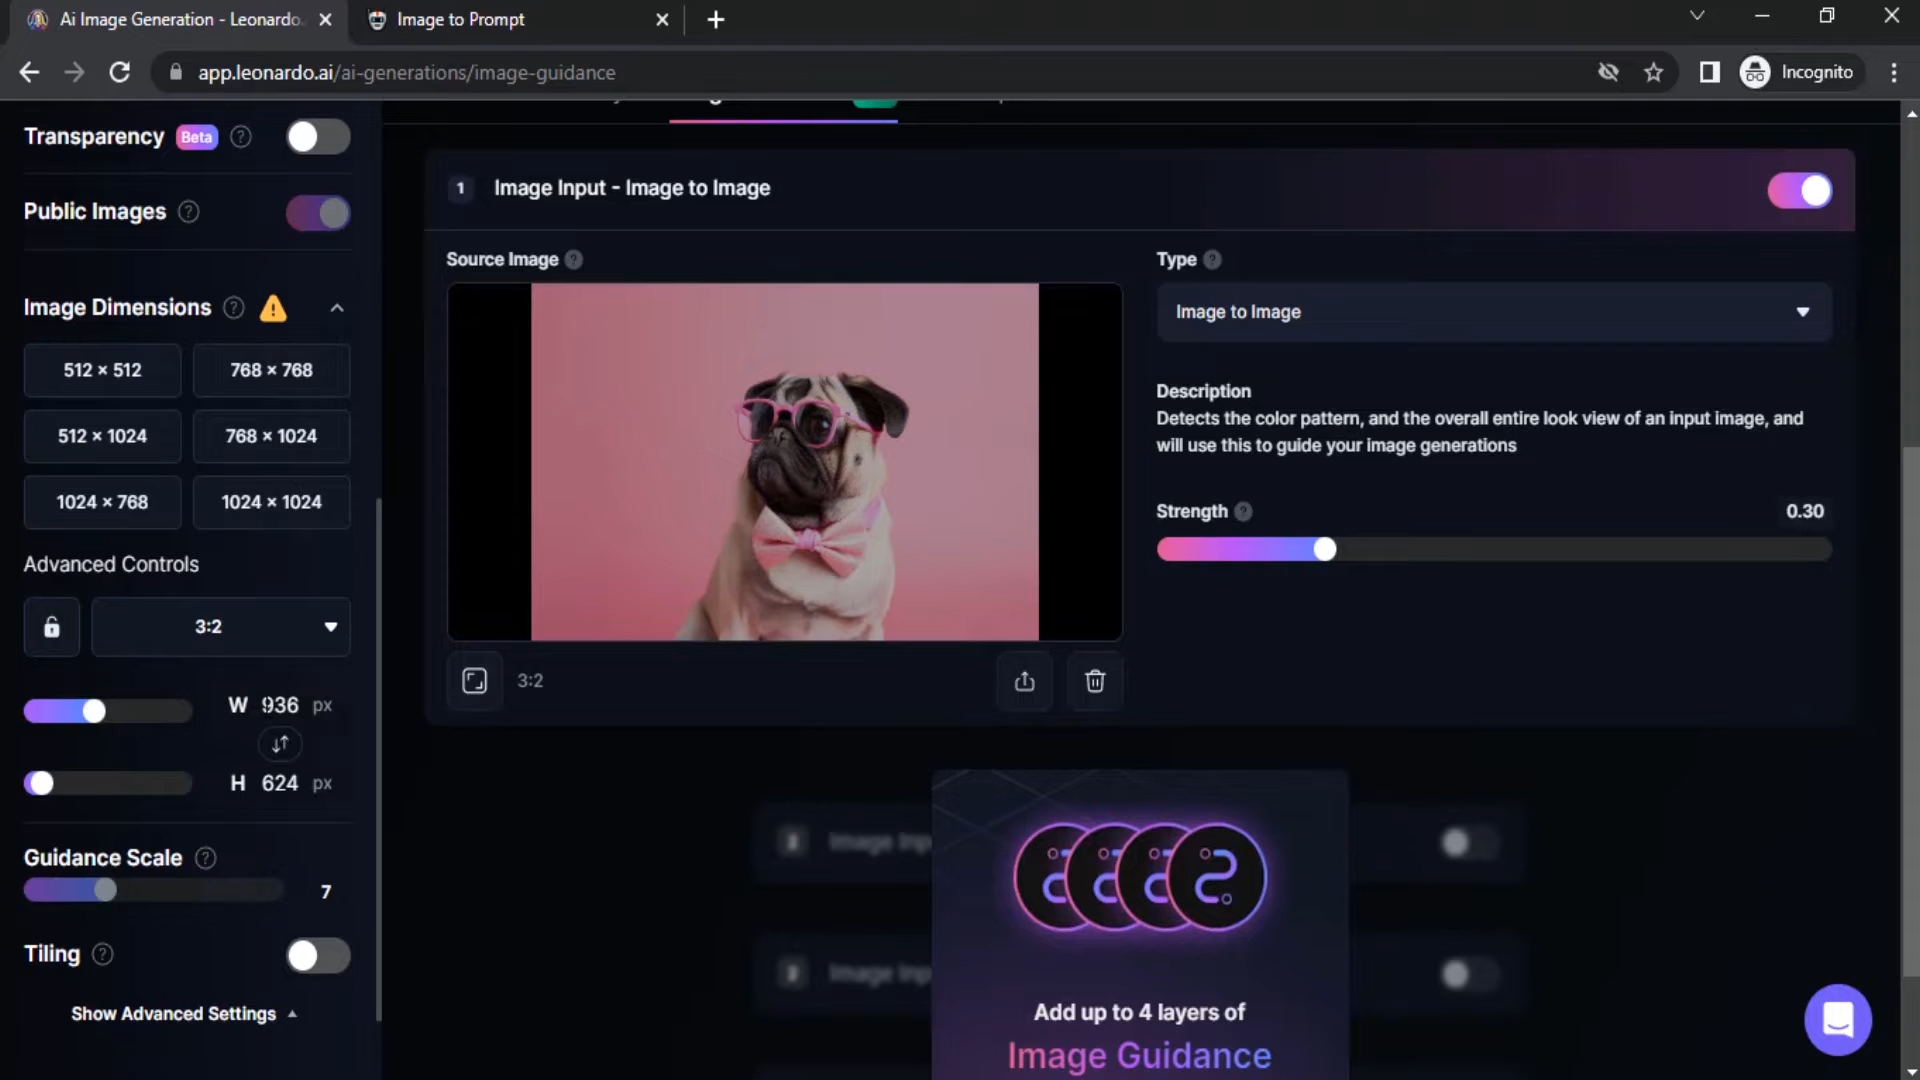 Ai Image Generation - Leonardo.
Image to Prompt
app.leonardo.ai/ai-generations/image-guidance
Incognito
Transparency Beta
Public Images
Image Dimensions
512 × 512
768 × 768
512 × 1024
768 × 1024
1024 × 768
1024 × 1024
Advanced Controls
3:2
W 936 px
H 624 px
Guidance Scale
7
Tiling
Show Advanced Settings
1 Image Input - Image to Image
Source Image
3:2
Type
Image to Image
Description
Detects the color pattern, and the overall entire look view of an input image, and
will use this to guide your image generations
Strength
0.30
Image Inp
Image Inp
Add up to 4 layers of
Image Guidance